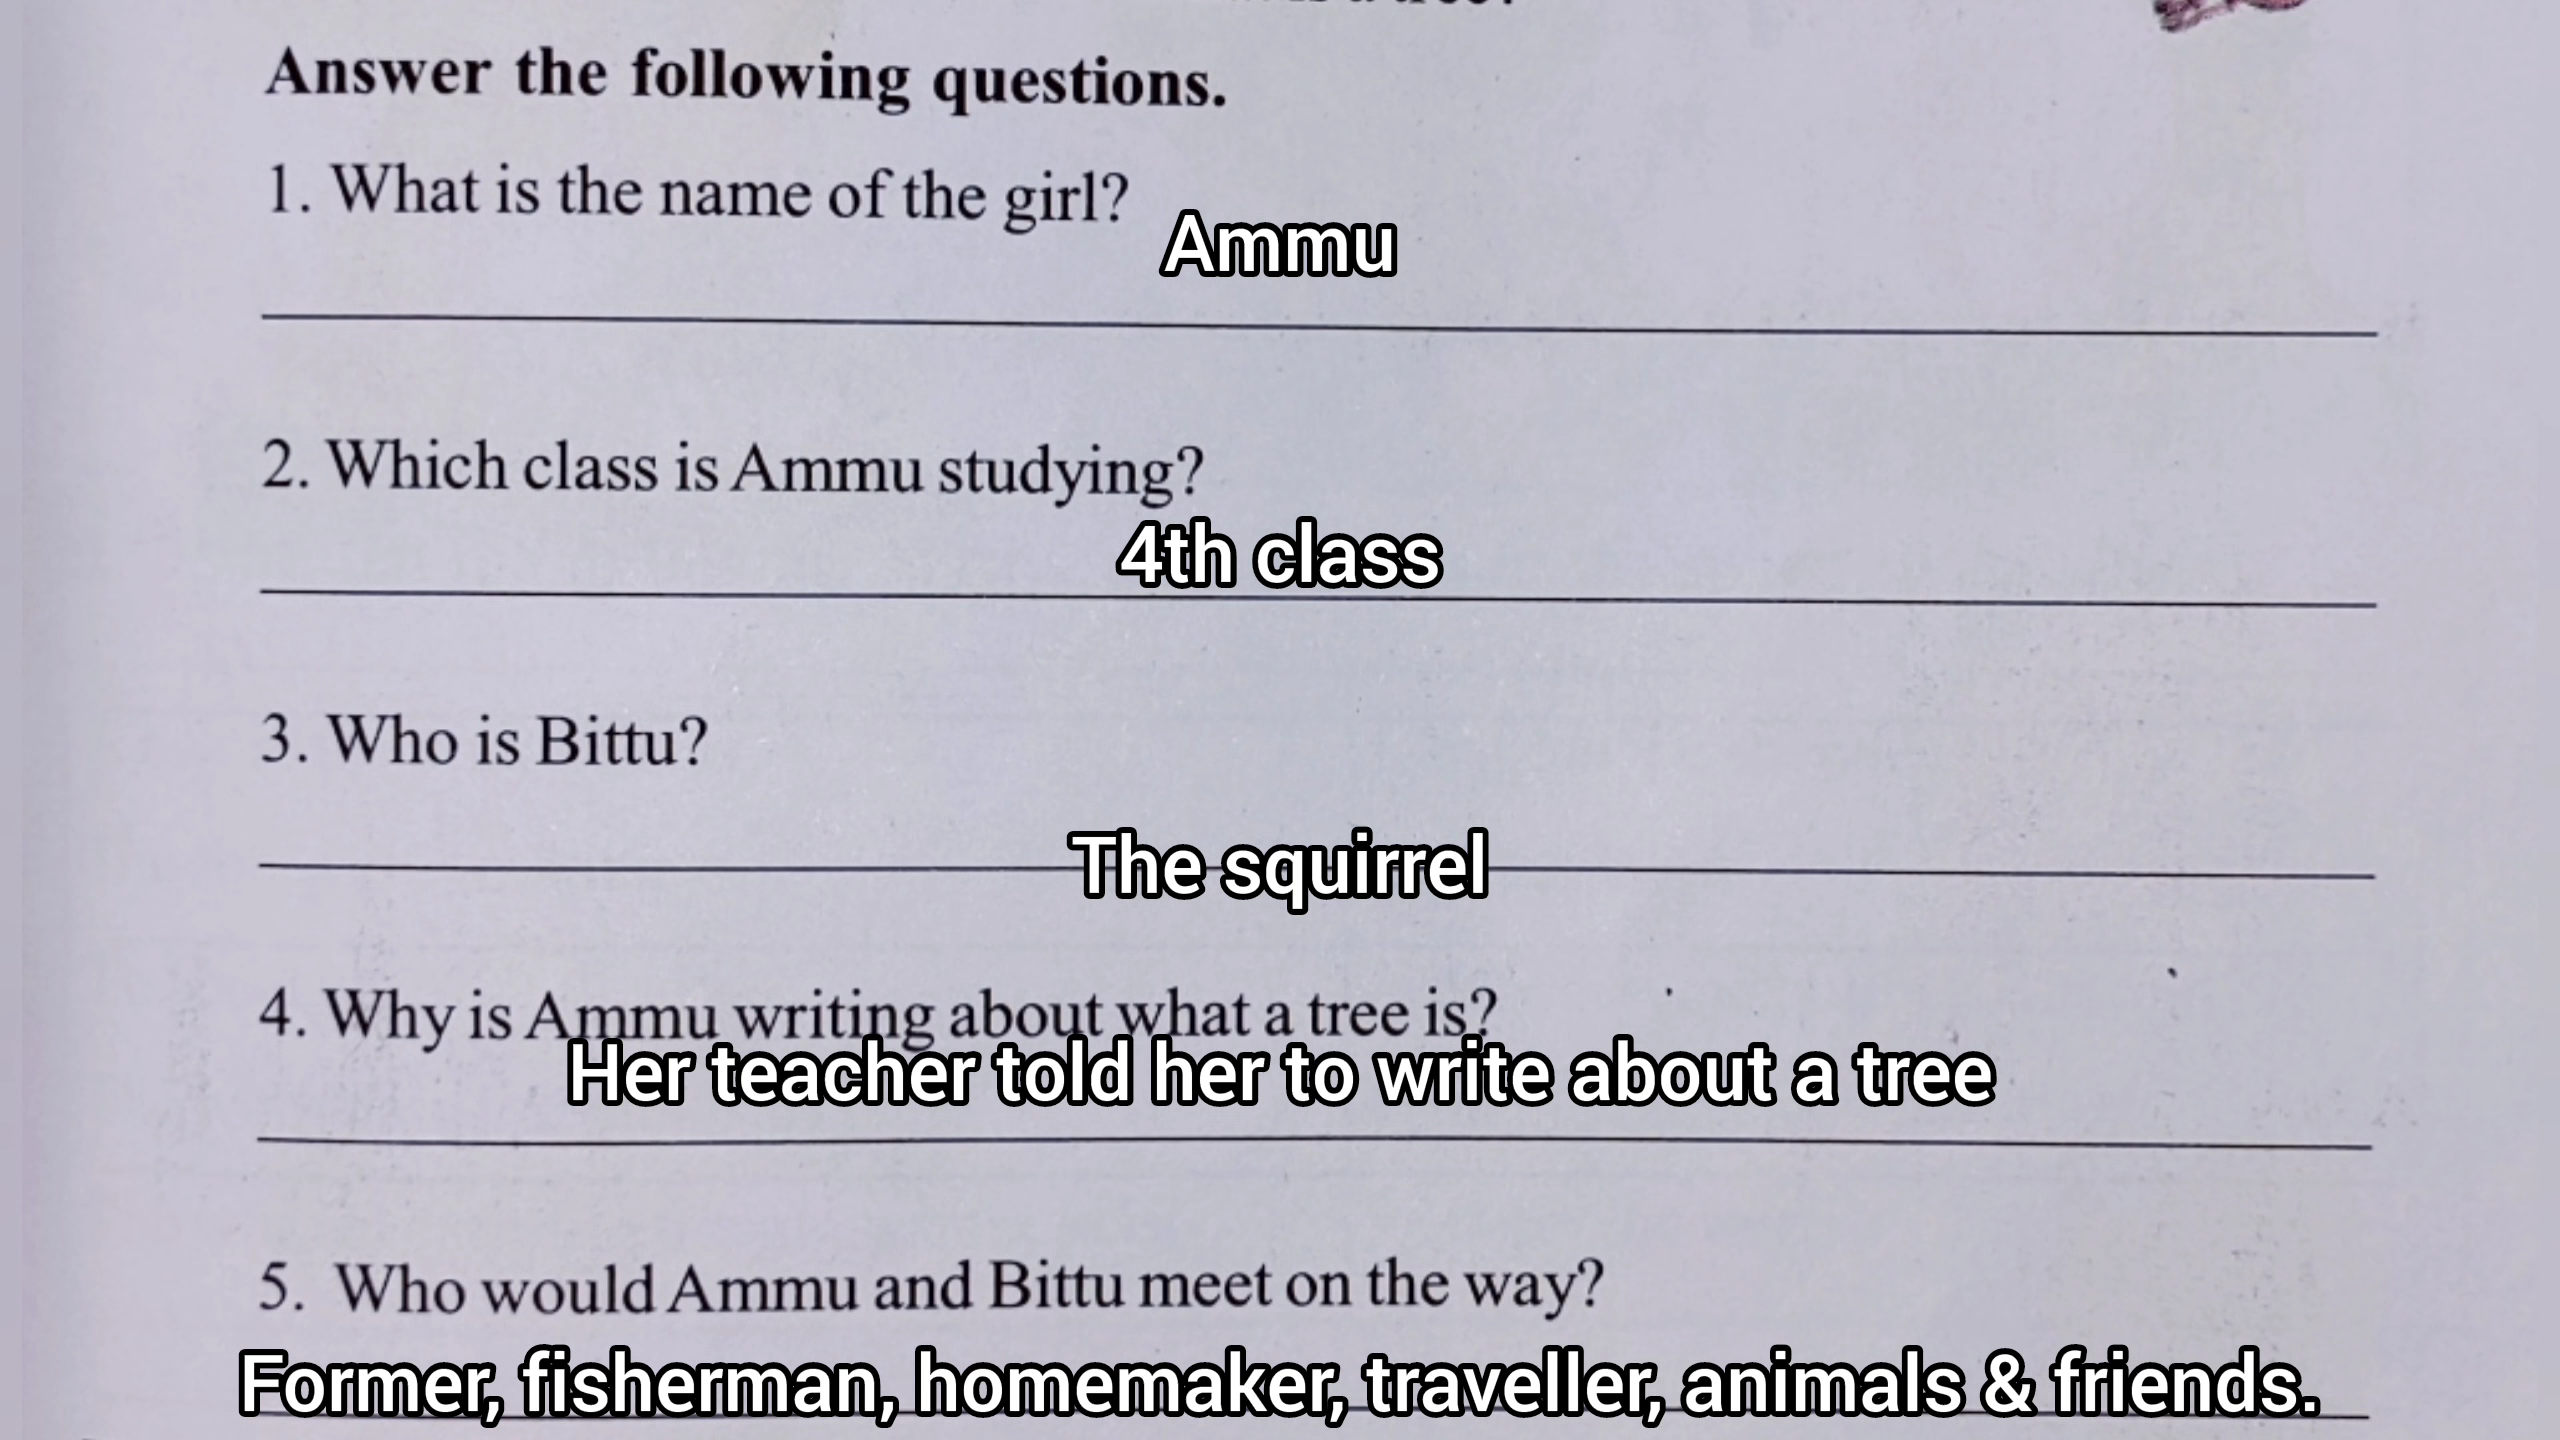 Answer the following questions.
1. What is the name of the girl?
Ammu
2. Which class is Ammu studying?
4th class
3. Who is Bittu?
The squirrel
4. Why is Ammu writing about what a tree is?
Her teacher told her to write about a tree
5. Who would Ammu and Bittu meet on the way?
Former, fisherman, homemaker, traveller, animals & friends.